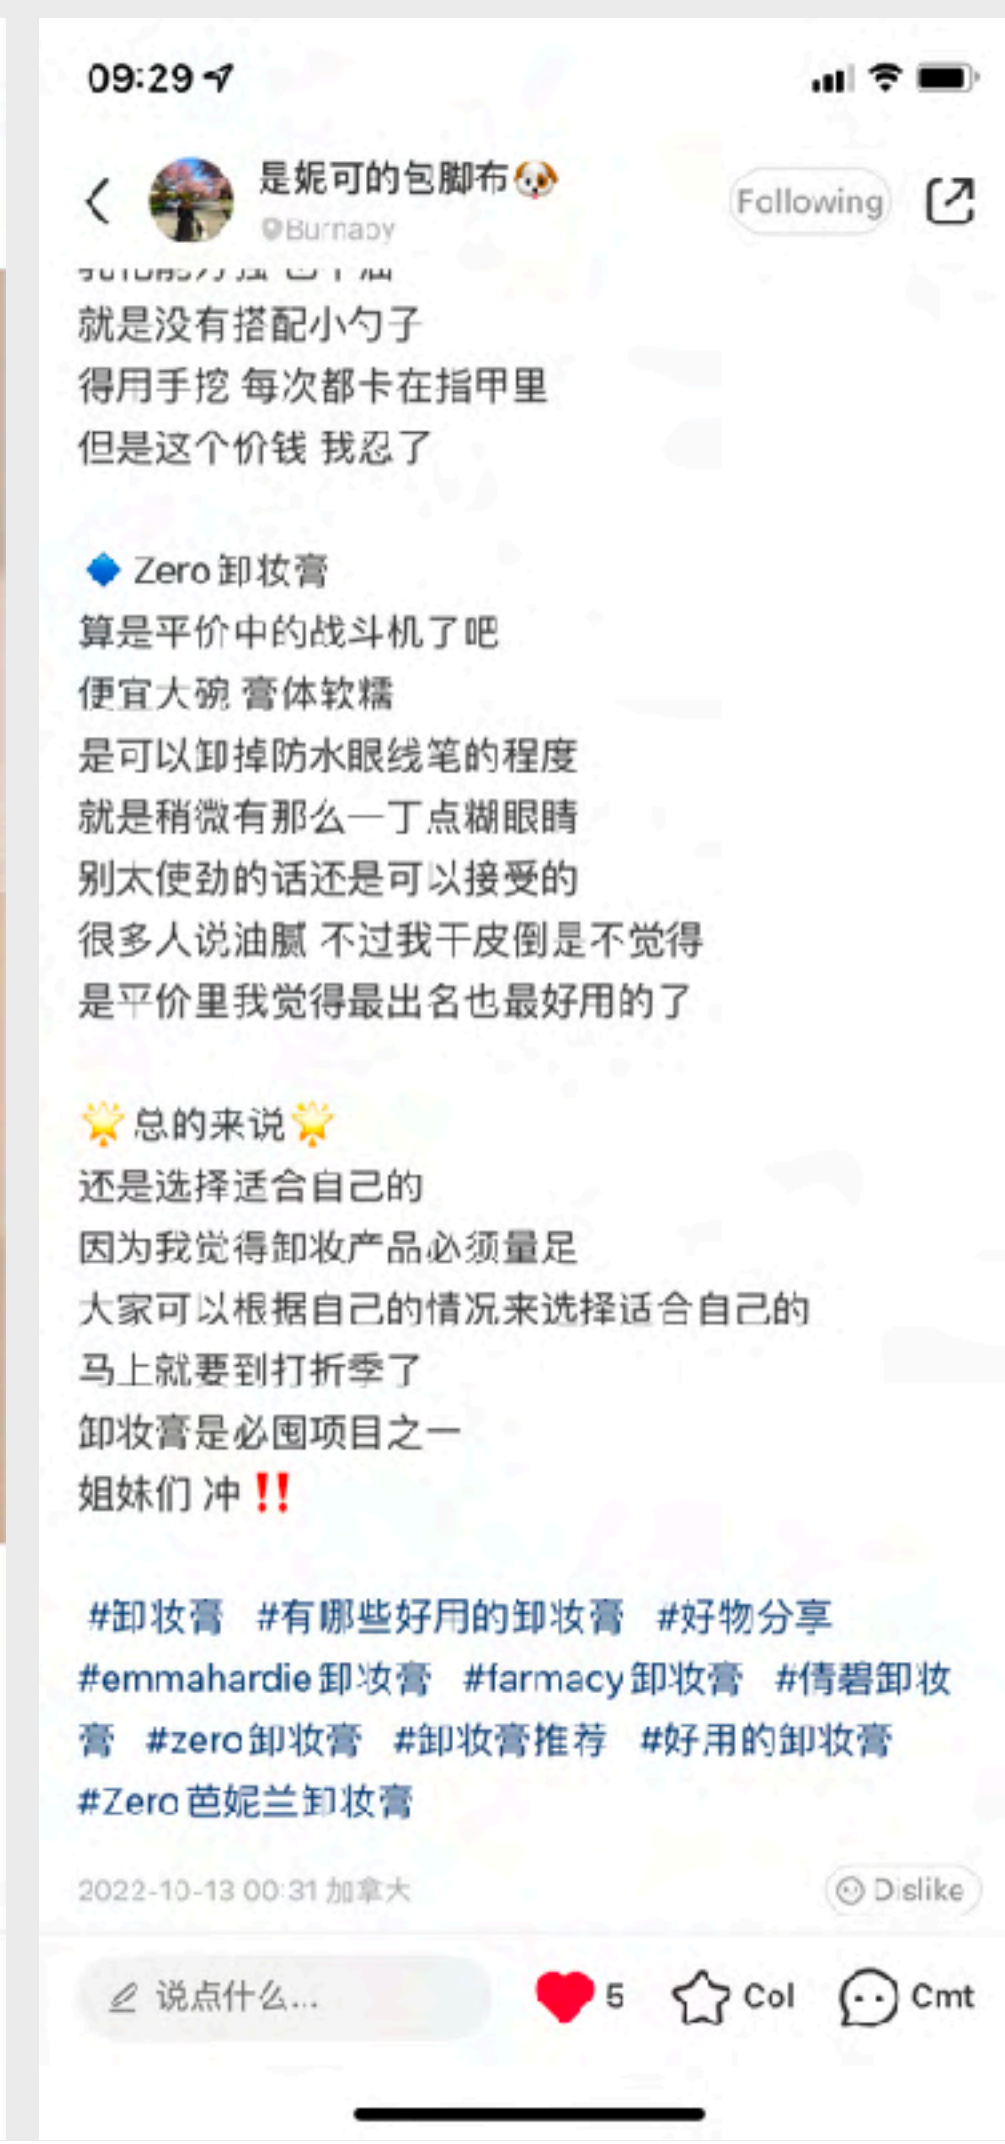 09:29
是妮可的包脚布🐶
Burnaby
Following
就是没有搭配小勺子
得用手挖 每次都卡在指甲里
但是这个价钱 我忍了
🔷 Zero卸妆膏
算是平价中的战斗机了吧
便宜大碗 膏体软糯
是可以卸掉防水眼线笔的程度
就是稍微有那么一丁点糊眼睛
别太使劲的话还是可以接受的
很多人说油腻 不过我干皮倒是不觉得
是平价里我觉得最出名也最好用的了
🌟总的来说🌟
还是选择适合自己的
因为我觉得卸妆产品必须量足
大家可以根据自己的情况来选择适合自己的
马上就要到打折季了
卸妆膏是必囤项目之一
姐妹们 冲‼️
#卸妆膏 #有哪些好用的卸妆膏 #好物分享
#emmahardie卸妆膏 #farmacy卸妆膏 #倩碧卸妆
膏 #zero卸妆膏 #卸妆膏推荐 #好用的卸妆膏
#Zero芭妮兰卸妆膏
2022-10-13 00:31 加拿大
Dislike
说点什么...
5
Col
Cmt